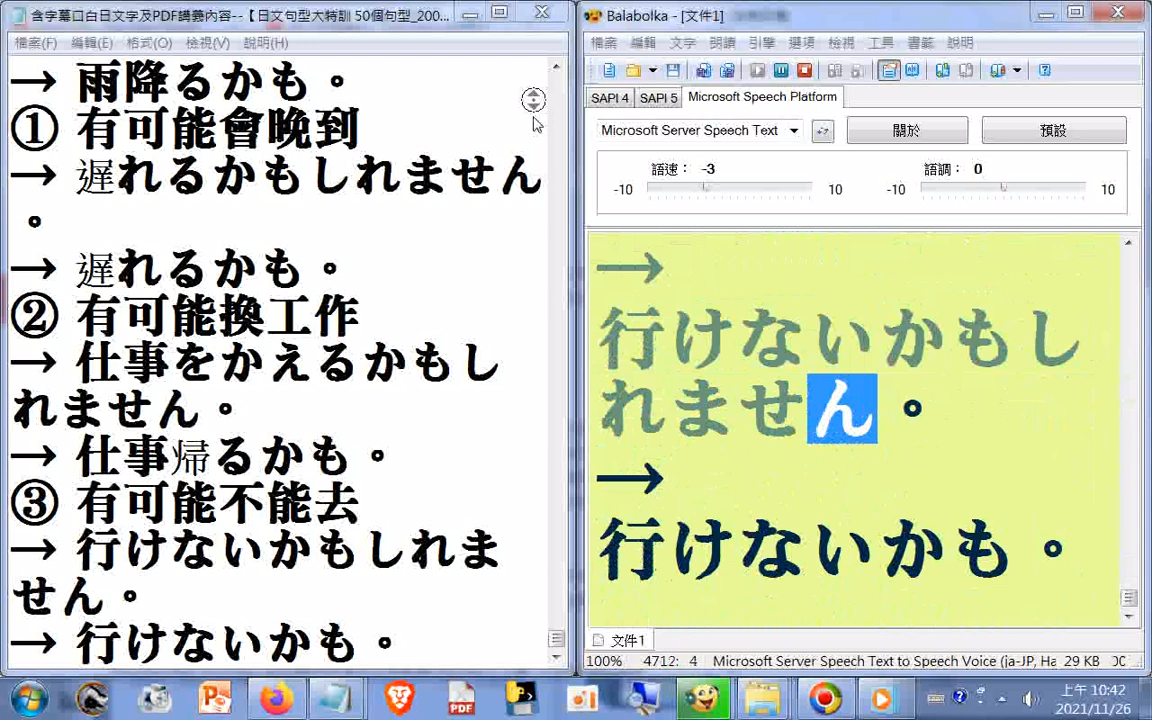 含字幕口白日文字及PDF講義內容--【日文句型大特訓 50個句型_200...
檔案(F) 編輯(E) 格式(O) 檢視(V) 說明(H)
→ 雨降るかも。
① 有可能會晚到
→ 遅れるかもしれません
。
→ 遅れるかも。
② 有可能換工作
→ 仕事をかえるかもし
れません。
→ 仕事帰るかも。
③ 有可能不能去
→ 行けないかもしれま
せん。
→ 行けないかも。
Balabolka - [文件1]
檔案 編輯 文字 朗讀 引擎 選項 檢視 工具 書籤 說明
SAPI 4 SAPI 5 Microsoft Speech Platform
Microsoft Server Speech Text 關於 預設
語速: -3 語調: 0
-10 10 -10 10
→
行けないかもし
れません。
→
行けないかも。
文件1
100% 4712: 4 Microsoft Server Speech Text to Speech Voice (ja-JP, Ha 29 KB
PDF
上午 10:42
2021/11/26